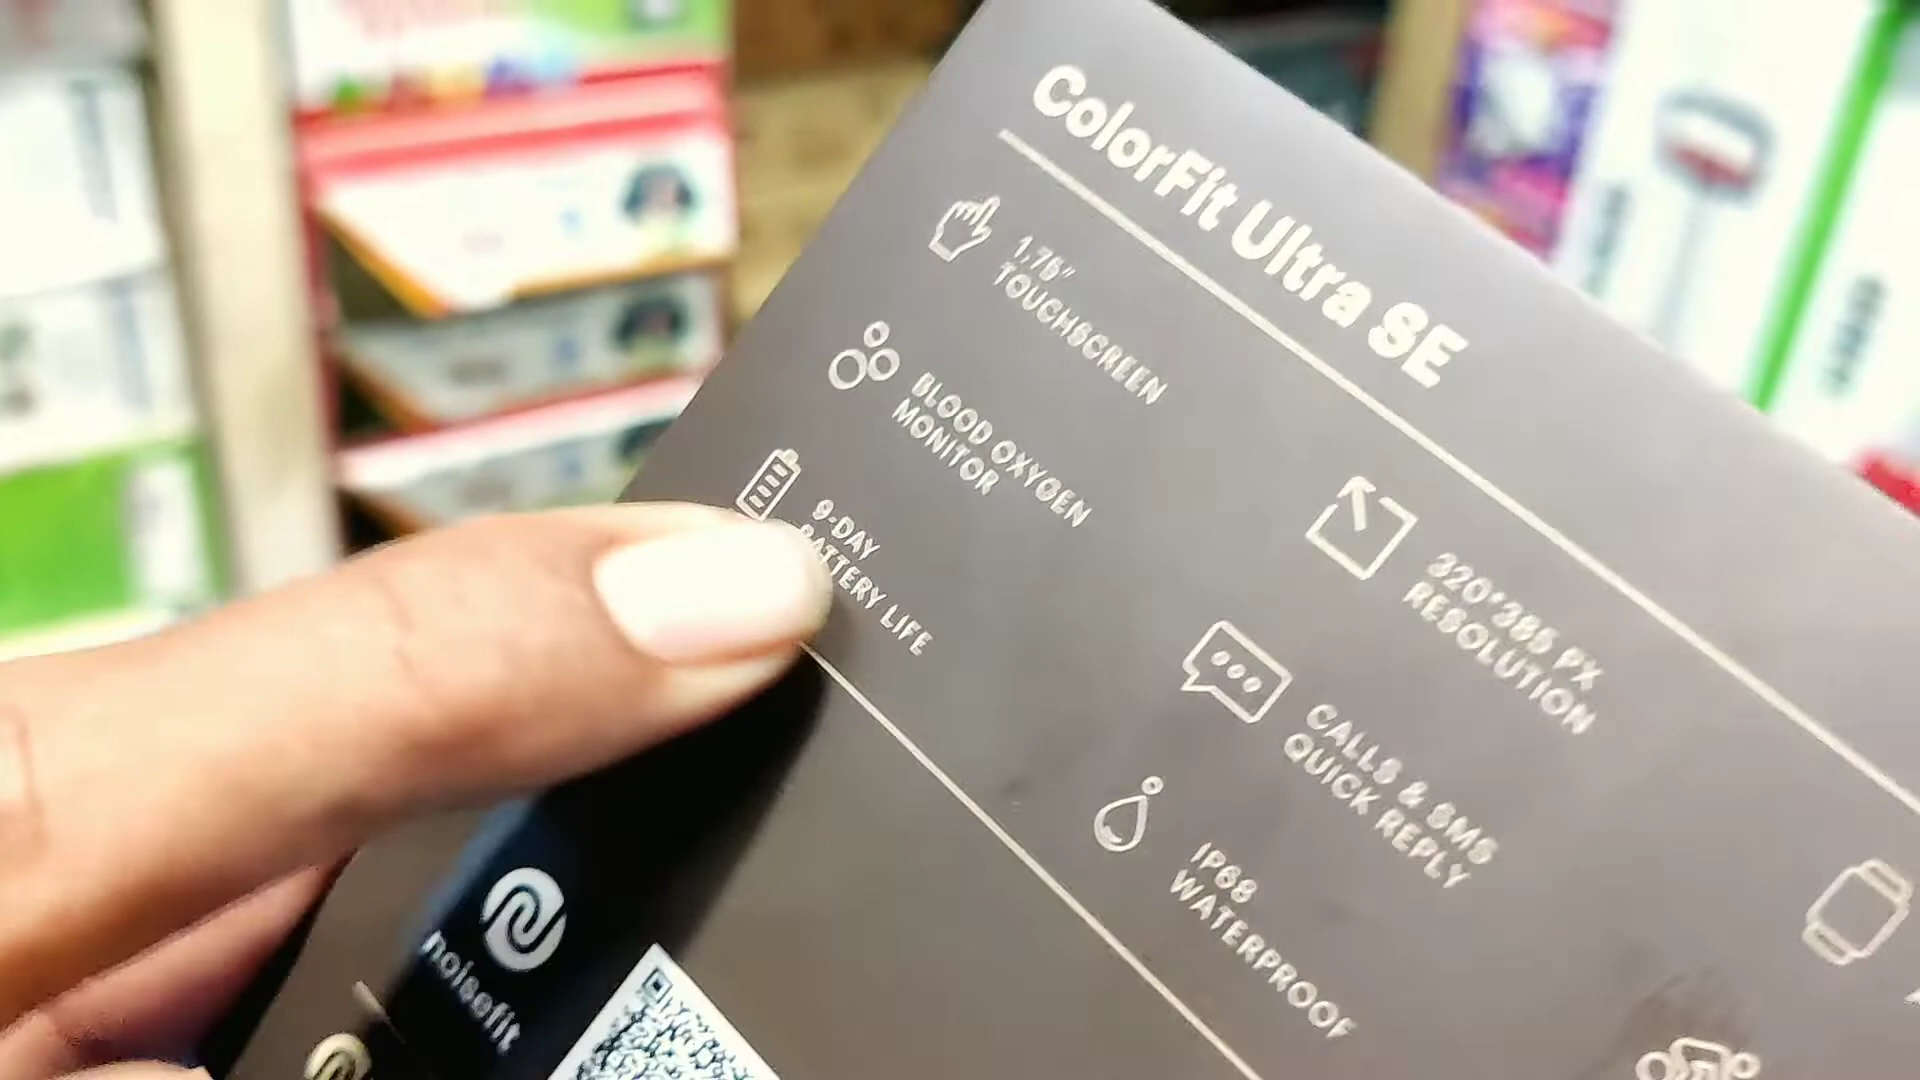 ColorFit Ultra SE
1.75"
TOUCHSCREEN
BLOOD OXYGEN
MONITOR
9-DAY
BATTERY LIFE
320*385 PX
RESOLUTION
CALLS & SMS
QUICK REPLY
IP68
WATERPROOF
noisefit